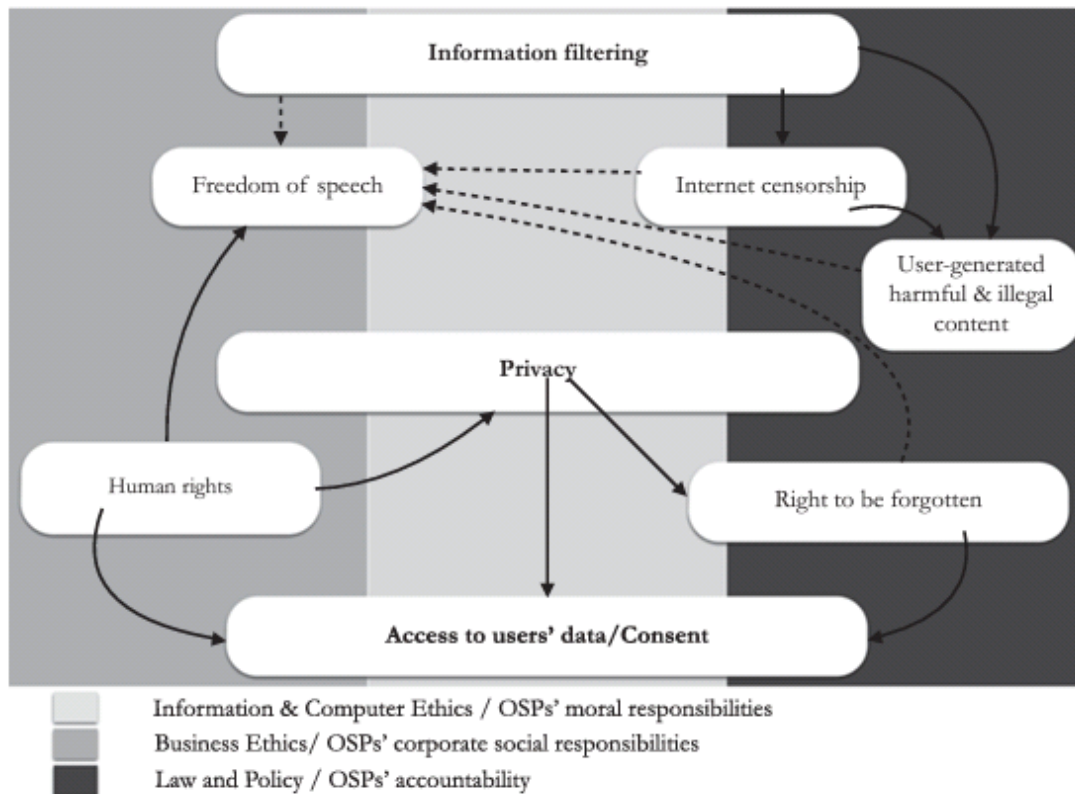 Information filtering
Freedom of speech
Internet censorship
User-generated
harmful & illegal
content
Privacy
Human rights
Right to be forgotten
Access to users’ data/Consent
Information & Computer Ethics / OSPs’ moral responsibilities
Business Ethics/ OSPs’ corporate social responsibilities
Law and Policy / OSPs’ accountability